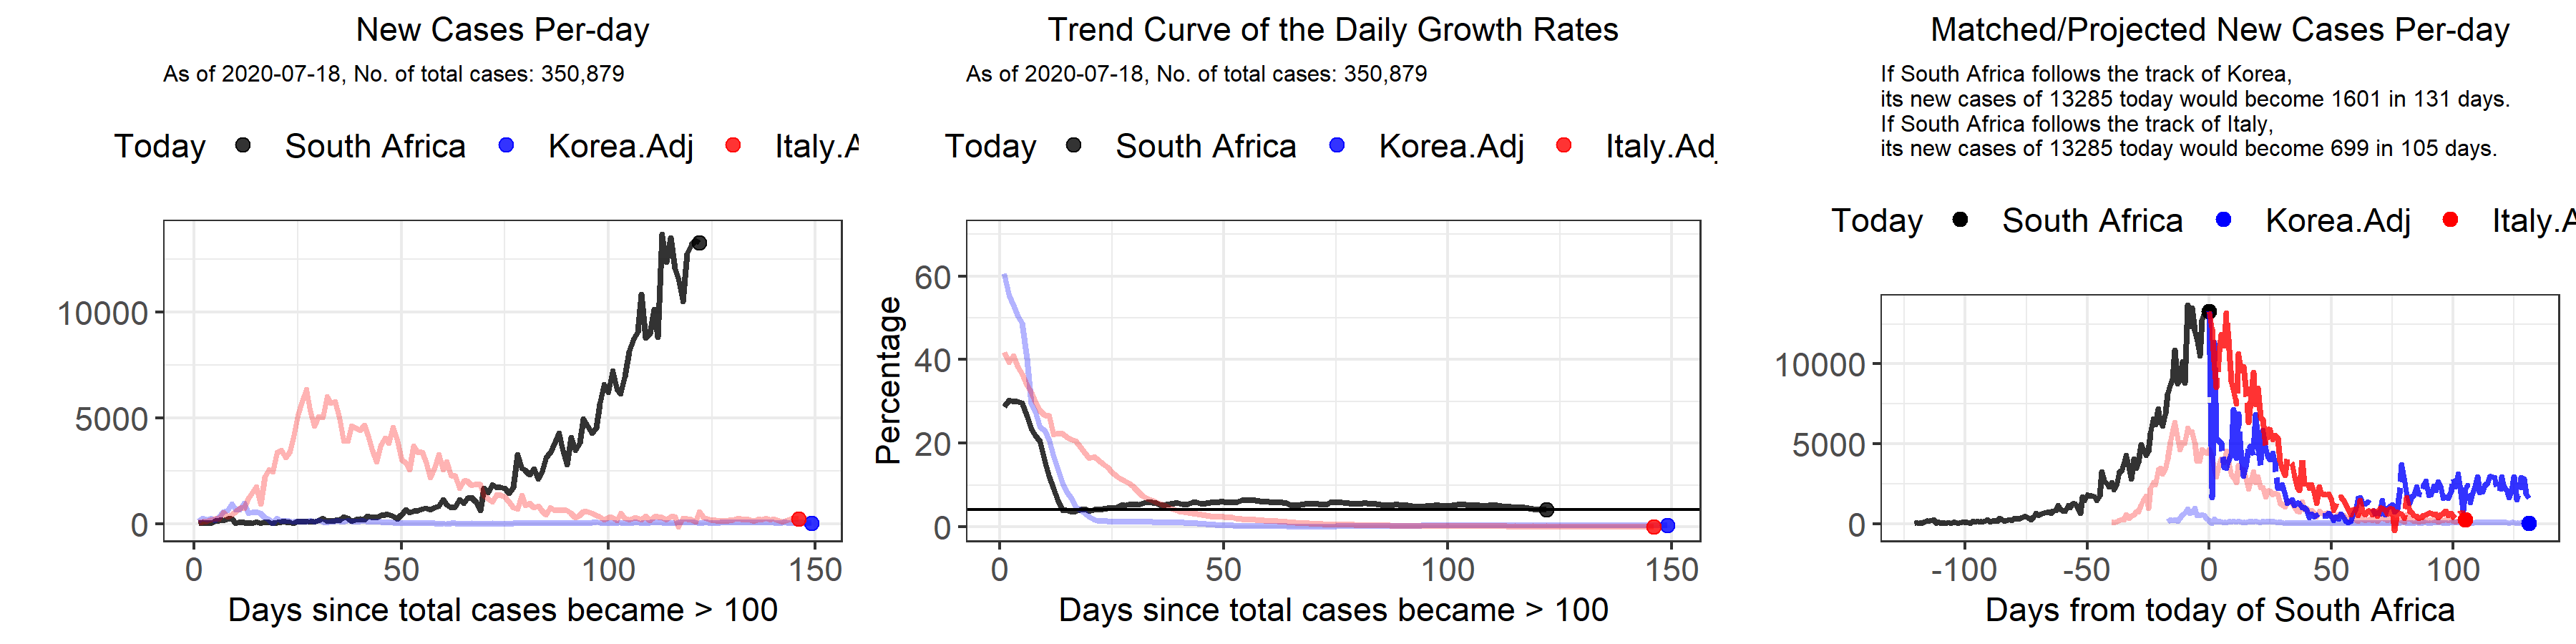 New Cases Per-day
As of 2020-07-18, No. of total cases: 350,879
Today South Africa Korea.Adj Italy.A
10000
5000
0
0 50 100 150
Days since total cases became > 100
Trend Curve of the Daily Growth Rates
As of 2020-07-18, No. of total cases: 350,879
Today South Africa Korea.Adj Italy.Adj
Percentage
60
40
20
0
0 50 100 150
Days since total cases became > 100
Matched/Projected New Cases Per-day
If South Africa follows the track of Korea,
its new cases of 13285 today would become 1601 in 131 days.
If South Africa follows the track of Italy,
its new cases of 13285 today would become 699 in 105 days.
Today South Africa Korea.Adj Italy.A
10000
5000
0
-100 -50 0 50 100
Days from today of South Africa